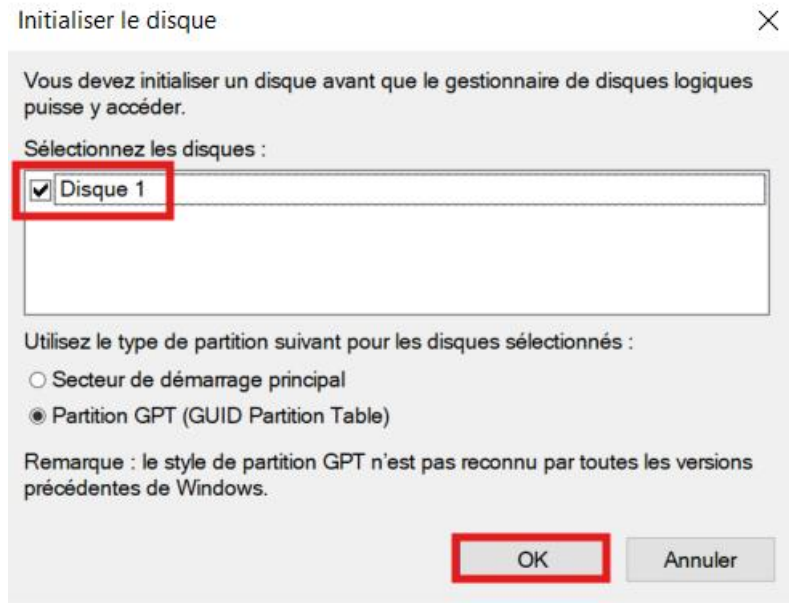 Initialiser le disque
Vous devez initialiser un disque avant que le gestionnaire de disques logiques
puisse y accéder.
Sélectionnez les disques :
Disque 1
Utilisez le type de partition suivant pour les disques sélectionnés :
Secteur de démarrage principal
Partition GPT (GUID Partition Table)
Remarque : le style de partition GPT n'est pas reconnu par toutes les versions
précédentes de Windows.
OK Annuler